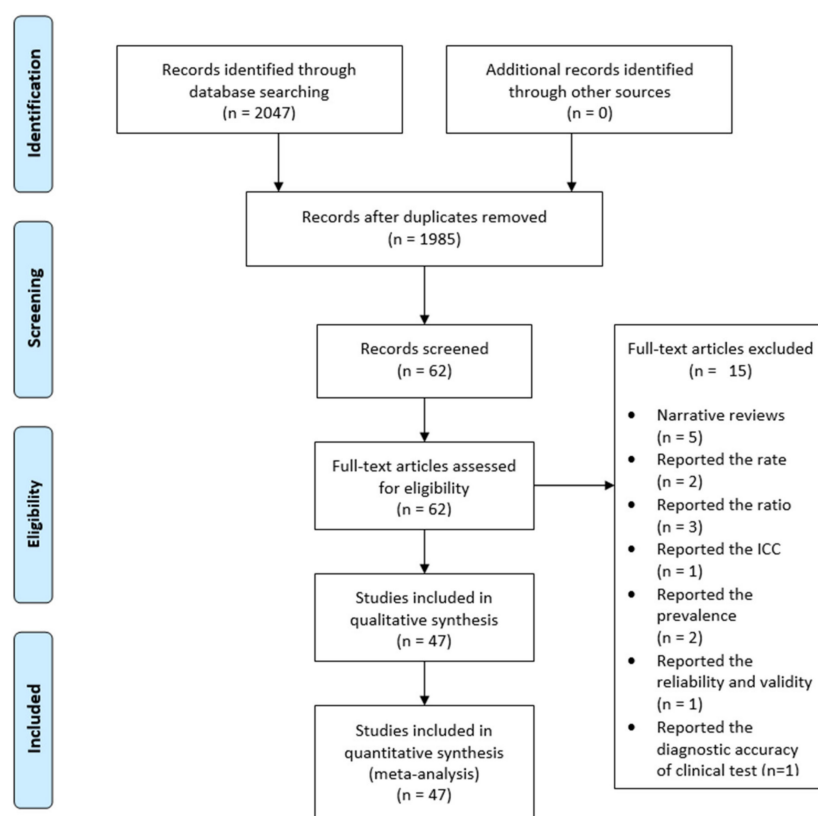 Identification
Records identified through
database searching
(n = 2047)
Additional records identified
through other sources
(n = 0)
Records after duplicates removed
(n = 1985)
Screening
Records screened
(n = 62)
Full-text articles excluded
(n = 15)
• Narrative reviews
(n = 5)
• Reported the rate
(n = 2)
• Reported the ratio
(n = 3)
• Reported the ICC
(n = 1)
• Reported the
prevalence
(n = 2)
• Reported the
reliability and validity
(n = 1)
• Reported the
diagnostic accuracy
of clinical test (n=1)
Eligibility
Full-text articles assessed
for eligibility
(n = 62)
Studies included in
qualitative synthesis
(n = 47)
Included
Studies included in
quantitative synthesis
(meta-analysis)
(n = 47)